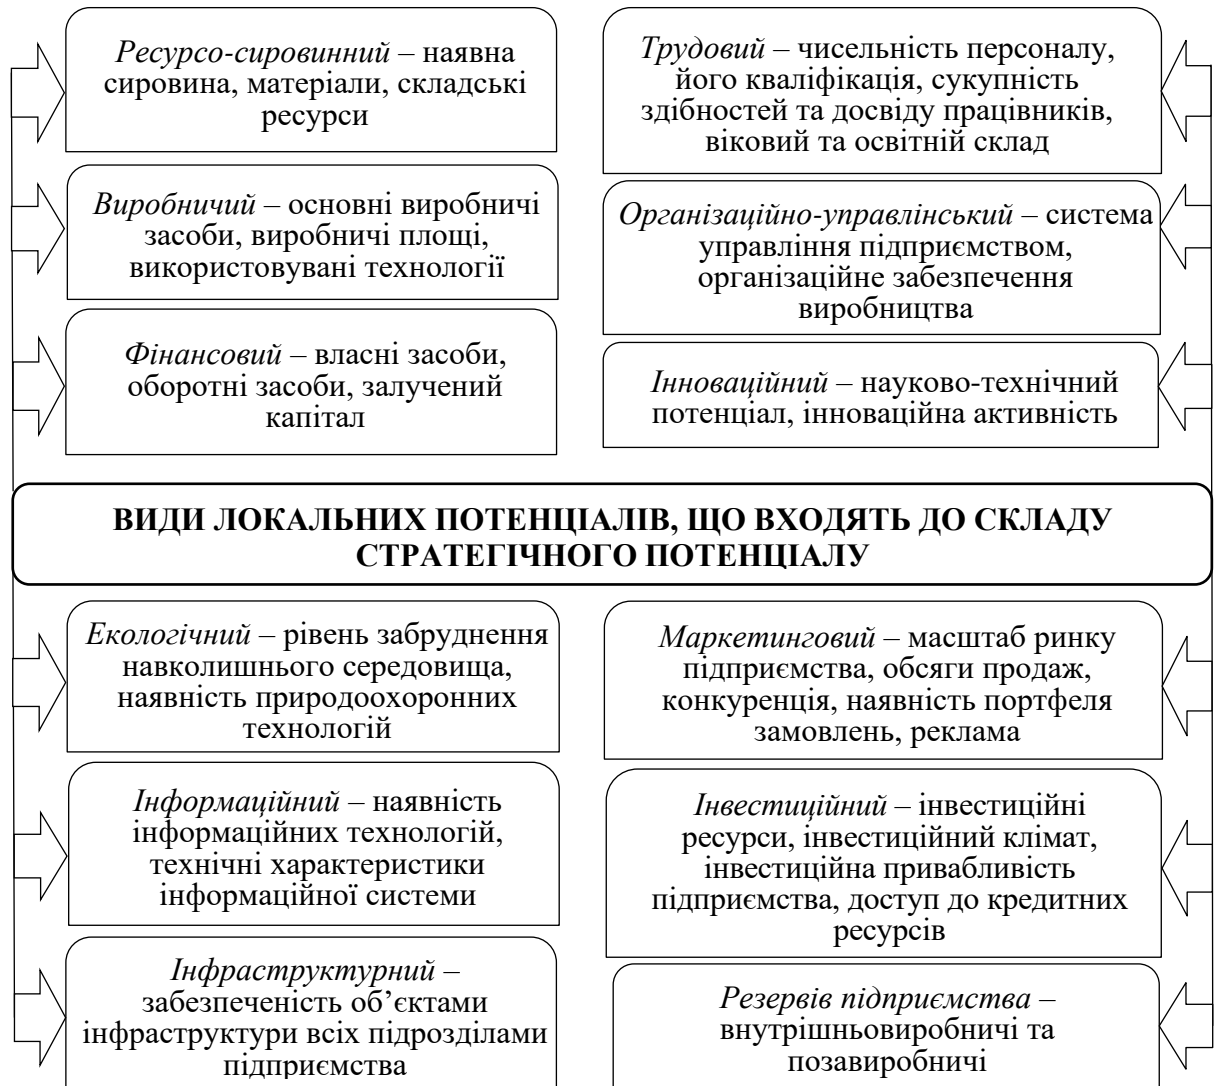 Ресурсо-сировинний – наявна
сировина, матеріали, складські
ресурси
Трудовий – чисельність персоналу,
його кваліфікація, сукупність
здібностей та досвіду працівників,
віковий та освітній склад
Виробничий – основні виробничі
засоби, виробничі площі,
використовувані технології
Організаційно-управлінський – система
управління підприємством,
організаційне забезпечення
виробництва
Фінансовий – власні засоби,
оборотні засоби, залучений
капітал
Інноваційний – науково-технічний
потенціал, інноваційна активність
ВИДИ ЛОКАЛЬНИХ ПОТЕНЦІАЛІВ, ЩО ВХОДЯТЬ ДО СКЛАДУ
СТРАТЕГІЧНОГО ПОТЕНЦІАЛУ
Екологічний – рівень забруднення
навколишнього середовища,
наявність природоохоронних
технологій
Маркетинговий – масштаб ринку
підприємства, обсяги продаж,
конкуренція, наявність портфеля
замовлень, реклама
Інформаційний – наявність
інформаційних технологій,
технічні характеристики
інформаційної системи
Інвестиційний – інвестиційні
ресурси, інвестиційний клімат,
інвестиційна привабливість
підприємства, доступ до кредитних
ресурсів
Інфраструктурний –
забезпеченість об’єктами
інфраструктури всіх підрозділами
підприємства
Резервів підприємства –
внутрішньовиробничі та
позавиробничі